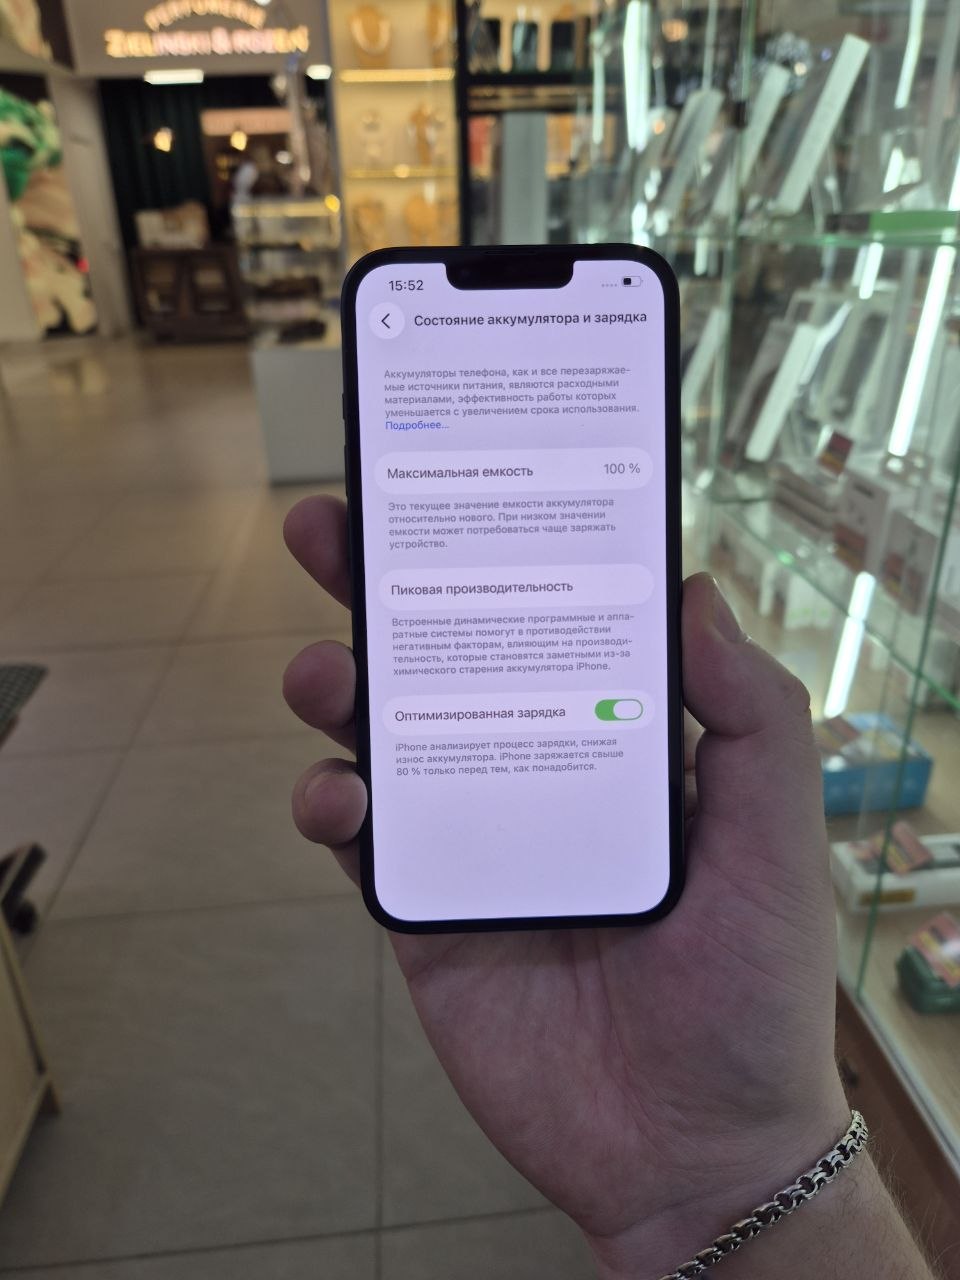 PERFUMERIE
ZIELINSKI & ROZEN
15:52
Состояние аккумулятора и зарядка
Аккумуляторы телефона, как и все перезаряжае-
мые источники питания, являются расходными
материалами, эффективность работы которых
уменьшается с увеличением срока использования.
Подробнее...
Максимальная емкость 100 %
Это текущее значение емкости аккумулятора
относительно нового. При низком значении
емкости может потребоваться чаще заряжать
устройство.
Пиковая производительность
Встроенные динамические программные и аппа-
ратные системы помогут в противодействии
негативным факторам, влияющим на производи-
тельность, которые становятся заметными из-за
химического старения аккумулятора iPhone.
Оптимизированная зарядка
iPhone анализирует процесс зарядки, снижая
износ аккумулятора. iPhone заряжается свыше
80 % только перед тем, как понадобится.